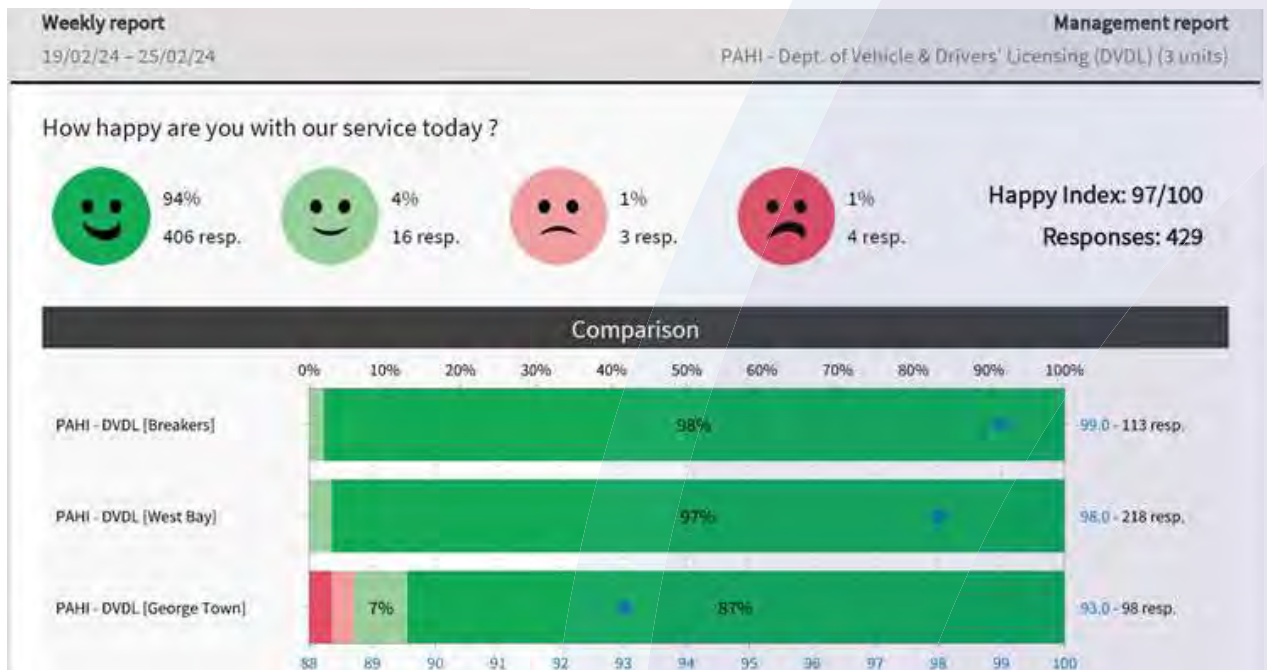 Weekly report
Management report
19/02/24 – 25/02/24
PAHI - Dept. of Vehicle & Drivers' Licensing (DVDL) (3 units)
How happy are you with our service today ?
94%
406 resp.
4%
16 resp.
1%
3 resp.
1%
4 resp.
Happy Index: 97/100
Responses: 429
Comparison
0% 10% 20% 30% 40% 50% 60% 70% 80% 90% 100%
PAHI - DVDL [Breakers] 98% 99.0 - 113 resp.
PAHI - DVDL [West Bay] 97% 98.0 - 218 resp.
PAHI - DVDL [George Town] 7% 87% 93.0 - 98 resp.
88 89 90 91 92 93 94 95 96 97 98 99 100